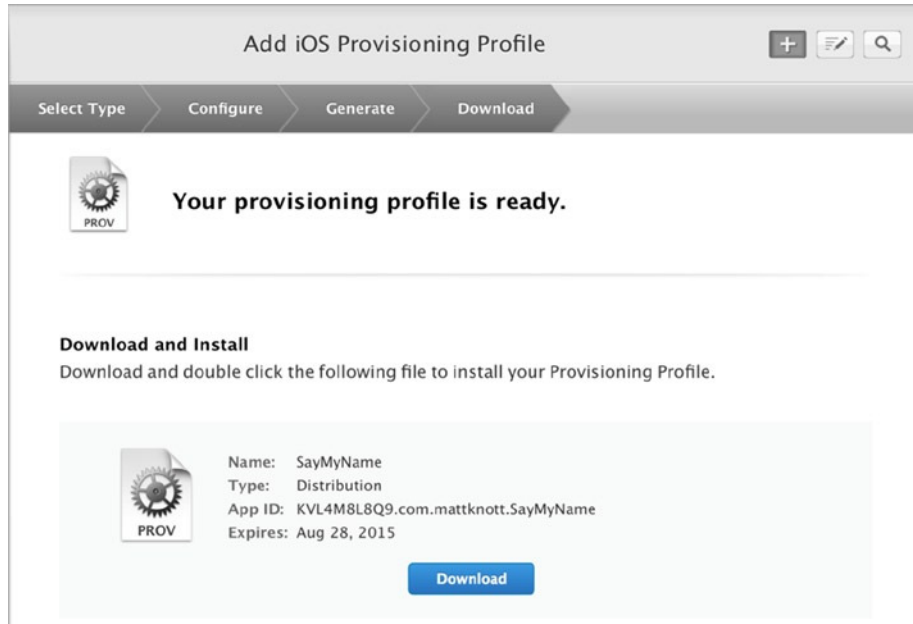 Add iOS Provisioning Profile
Select Type
Configure
Generate
Download
PROV
Your provisioning profile is ready.
Download and Install
Download and double click the following file to install your Provisioning Profile.
PROV
Name: SayMyName
Type: Distribution
App ID: KVL4M8L8Q9.com.mattknott.SayMyName
Expires: Aug 28, 2015
Download